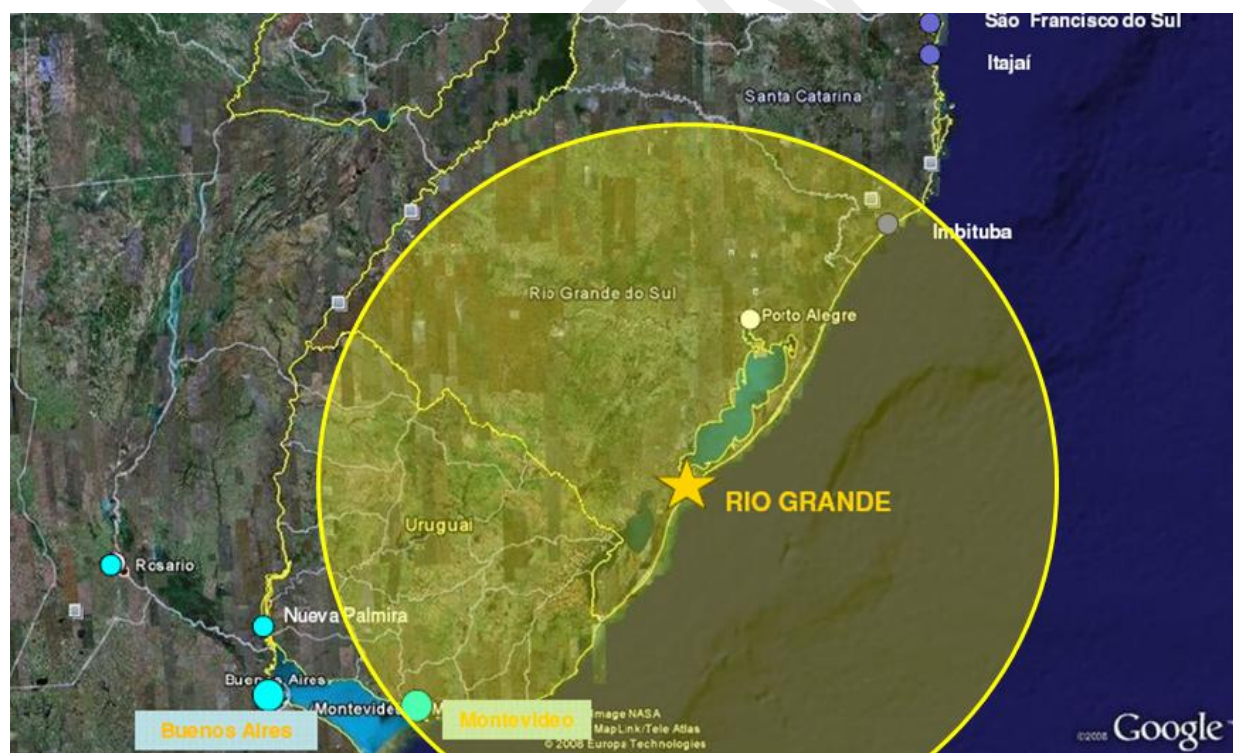 São Francisco do Sul
Itajaí
Santa Catarina
Imbituba
Rio Grande do Sul
Porto Alegre
RIO GRANDE
Uruguai
Rosario
Nueva Palmira
Buenos Aires
Montevideo
Buenos Aires
Montevideo
Image NASA
MapLink/Tele Atlas
© 2008 Europa Technologies
©2008 Google